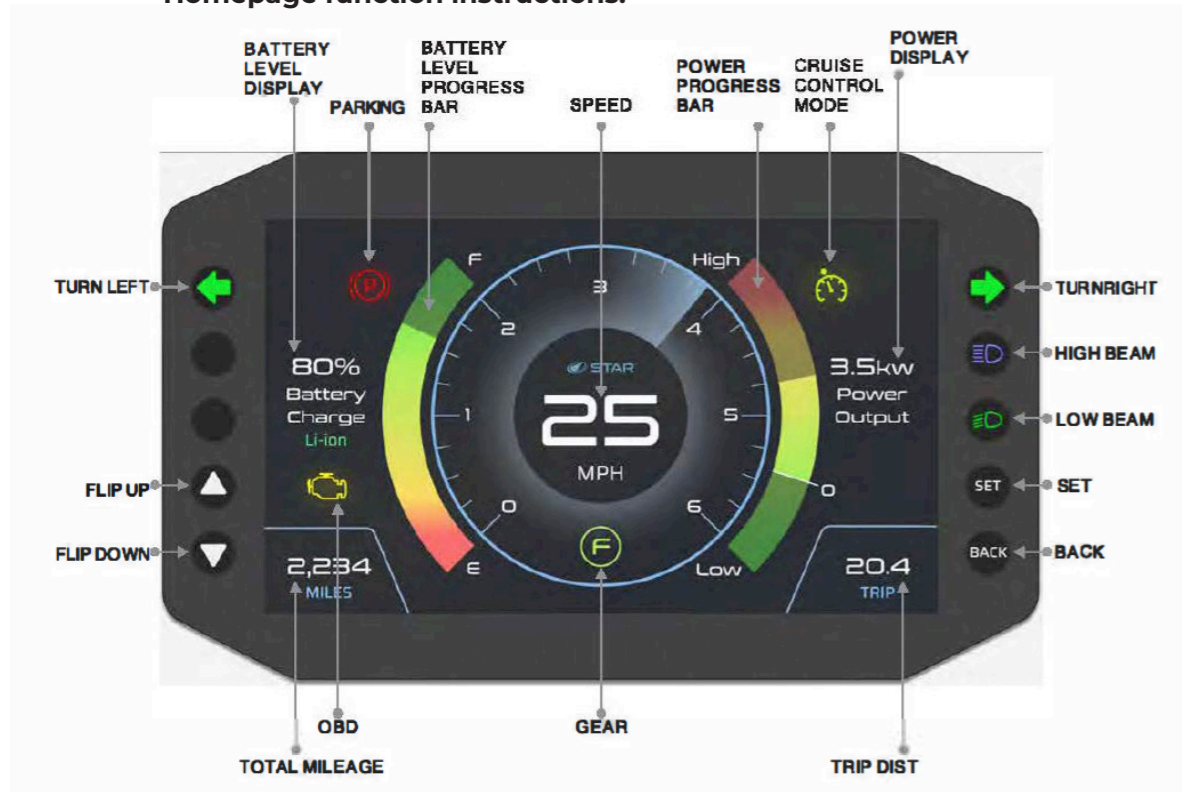 Homepage function instructions.
BATTERY
LEVEL
DISPLAY
PARKING
BATTERY
LEVEL
PROGRESS
BAR
SPEED
POWER
PROGRESS
BAR
CRUISE
CONTROL
MODE
POWER
DISPLAY
TURN LEFT
FLIP UP
FLIP DOWN
P
80%
Battery
Charge
Li-ion
2,234
MILES
F
E
0
1
2
3
4
5
6
STAR
25
MPH
F
High
0
Low
3.5kw
Power
Output
20.4
TRIP
SET
BACK
TURNRIGHT
HIGH BEAM
LOW BEAM
SET
BACK
OBD
GEAR
TOTAL MILEAGE
TRIP DIST